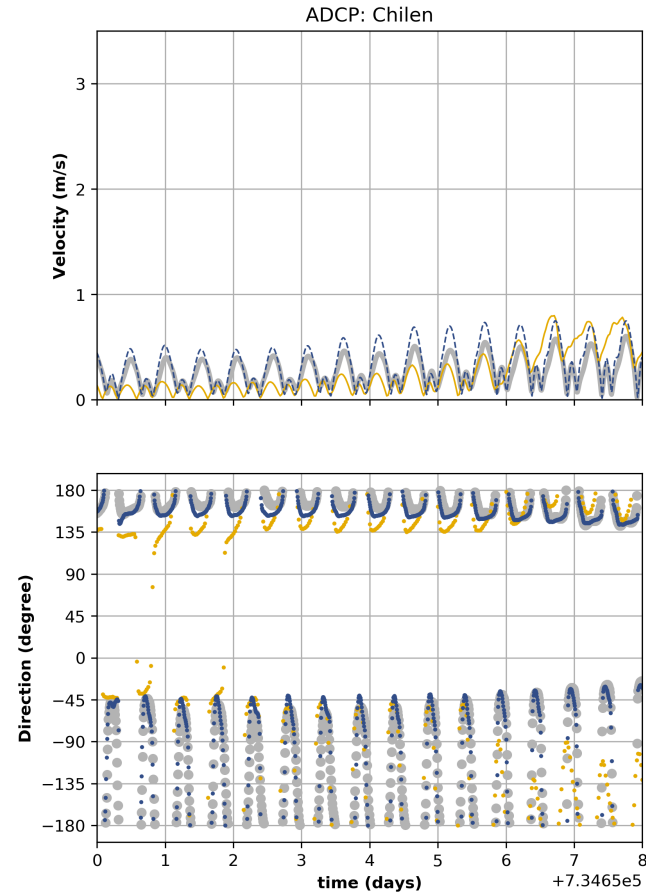 ADCP: Chilen
3
2
1
0
Velocity (m/s)
180
135
90
45
0
−45
−90
−135
−180
Direction (degree)
0 1 2 3 4 5 6 7 8
time (days)
+7.3465e5